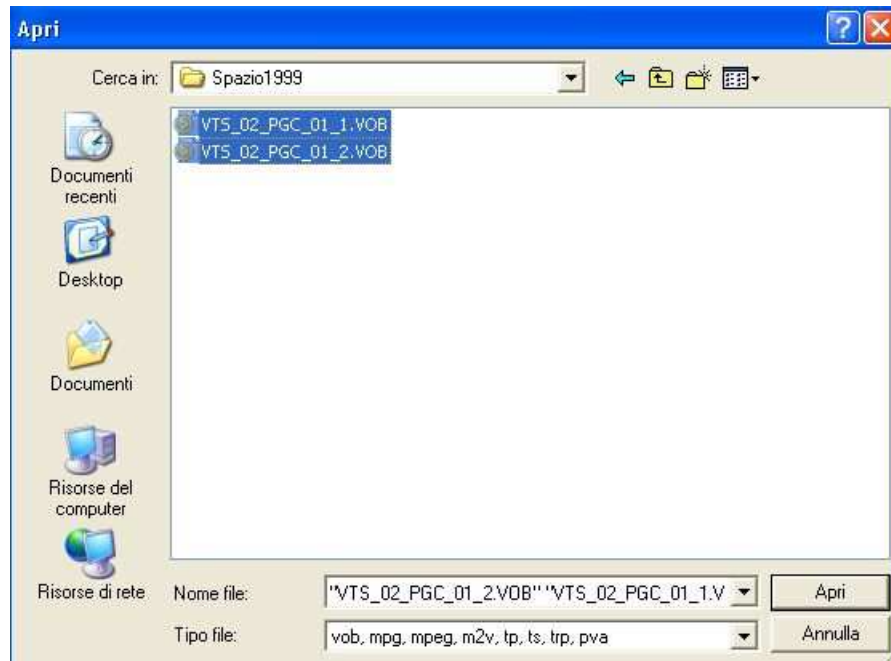 Apri
Cerca in: Spazio1999
VTS_02_PGC_01_1.VOB
VTS_02_PGC_01_2.VOB
Documenti
recenti
Desktop
Documenti
Risorse del
computer
Risorse di rete
Nome file: "VTS_02_PGC_01_2.VOB" "VTS_02_PGC_01_1.V Apri
Tipo file: vob, mpg, mpeg, m2v, tp, ts, trp, pva Annulla